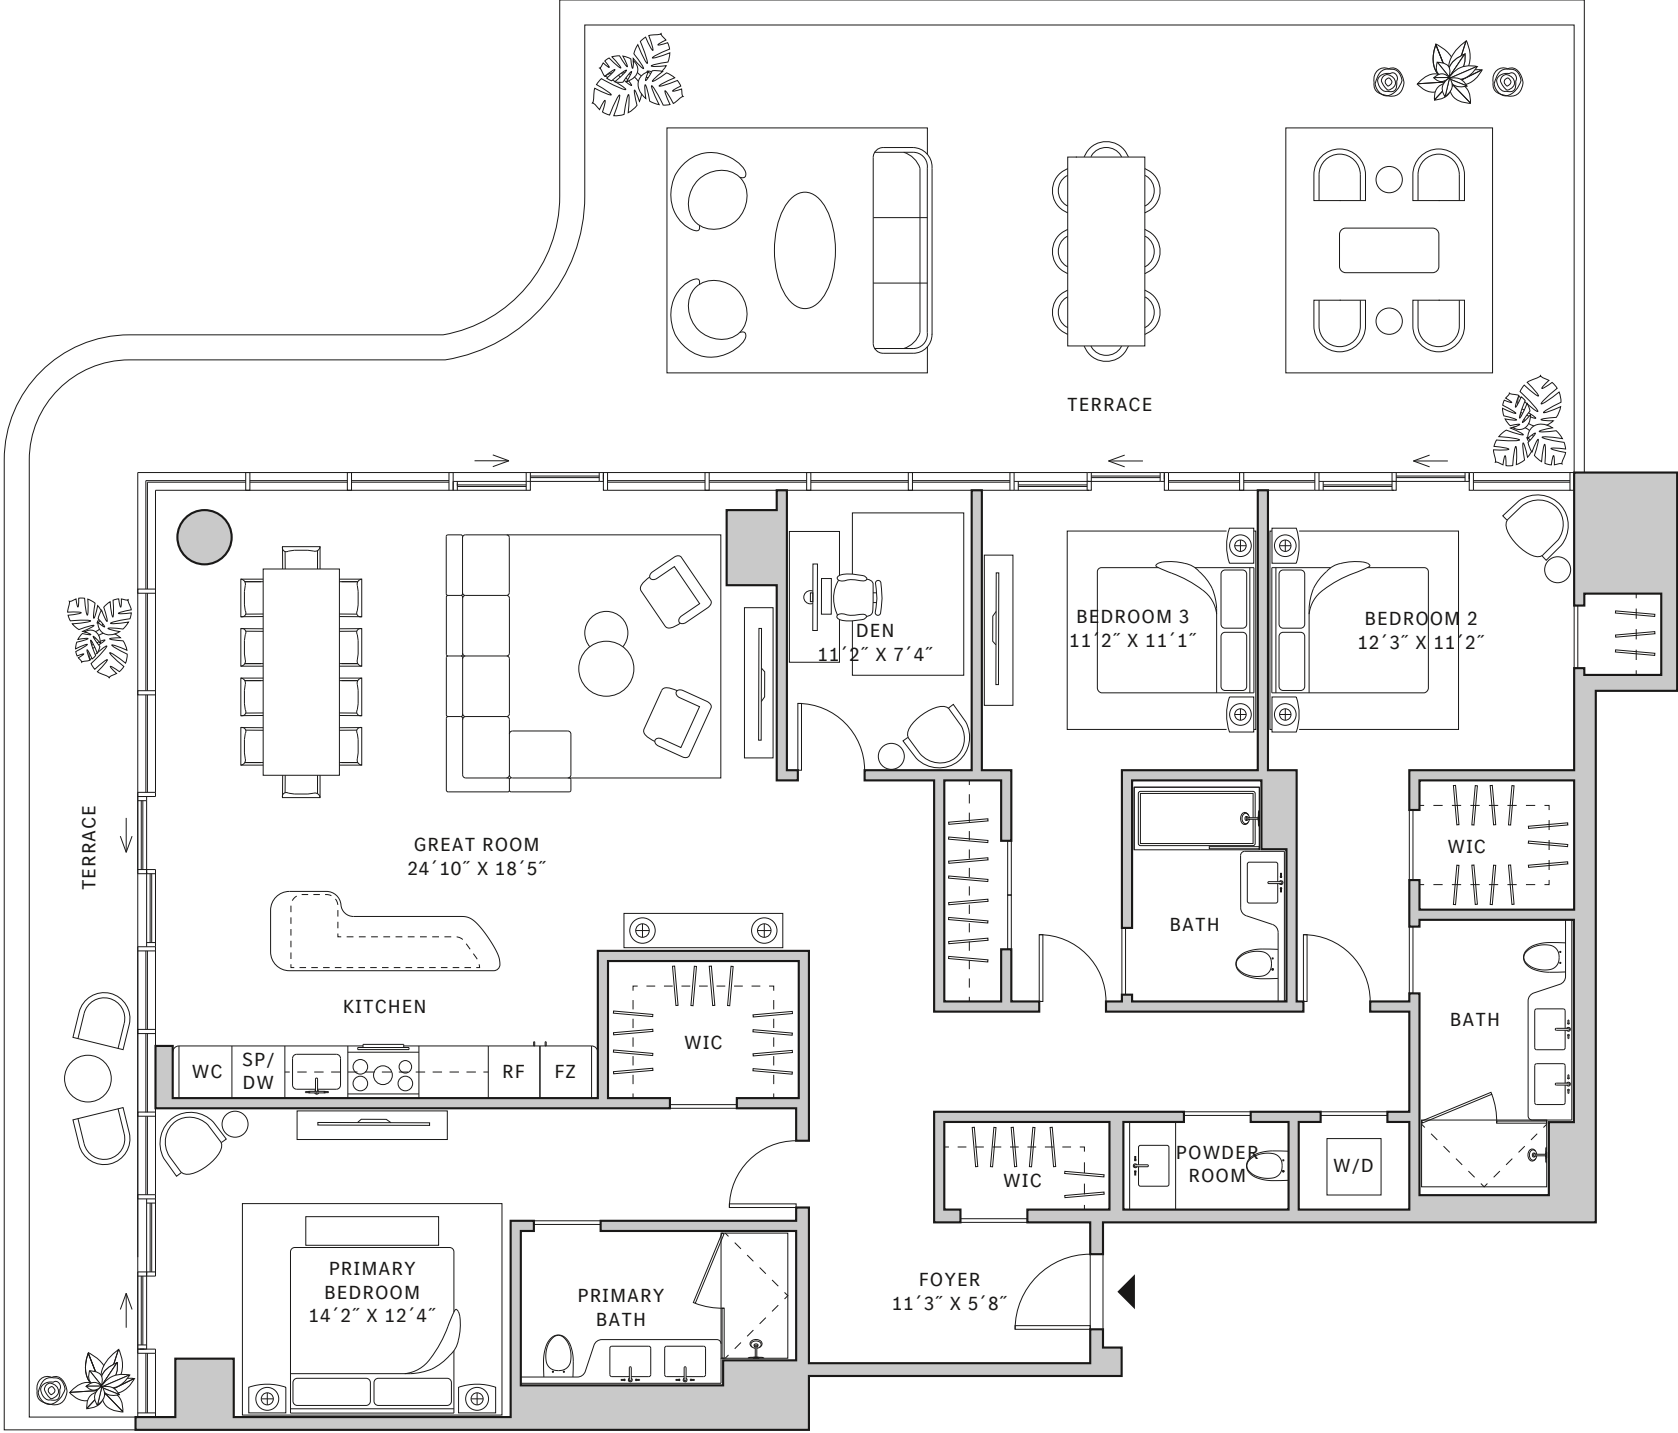 TERRACE
DEN
11´2˝ X 7´4˝
BEDROOM 3
11´2˝ X 11´1˝
BEDROOM 2
12´3˝ X 11´2˝
TERRACE
GREAT ROOM
24´10˝ X 18´5˝
WIC
BATH
KITCHEN
WIC
BATH
WC
SP/
DW
RF
FZ
POWDER
ROOM
W/D
WIC
PRIMARY
BEDROOM
14´2˝ X 12´4˝
PRIMARY
BATH
FOYER
11´3˝ X 5´8˝